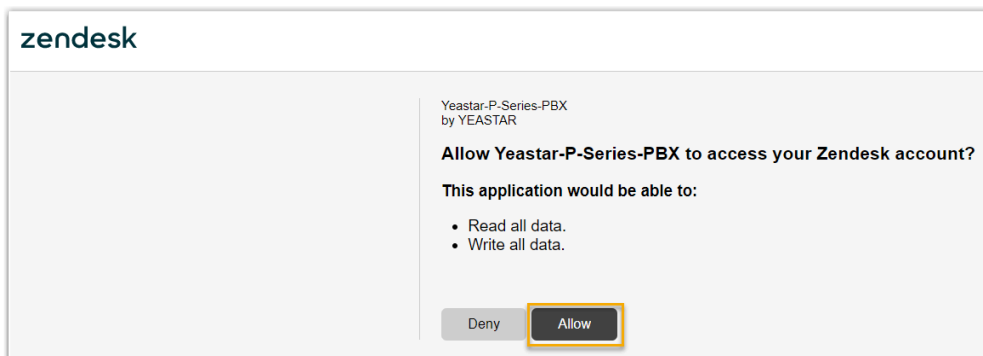 zendesk
Yeastar-P-Series-PBX
by YEASTAR
Allow Yeastar-P-Series-PBX to access your Zendesk account?
This application would be able to:
• Read all data.
• Write all data.
Deny
Allow